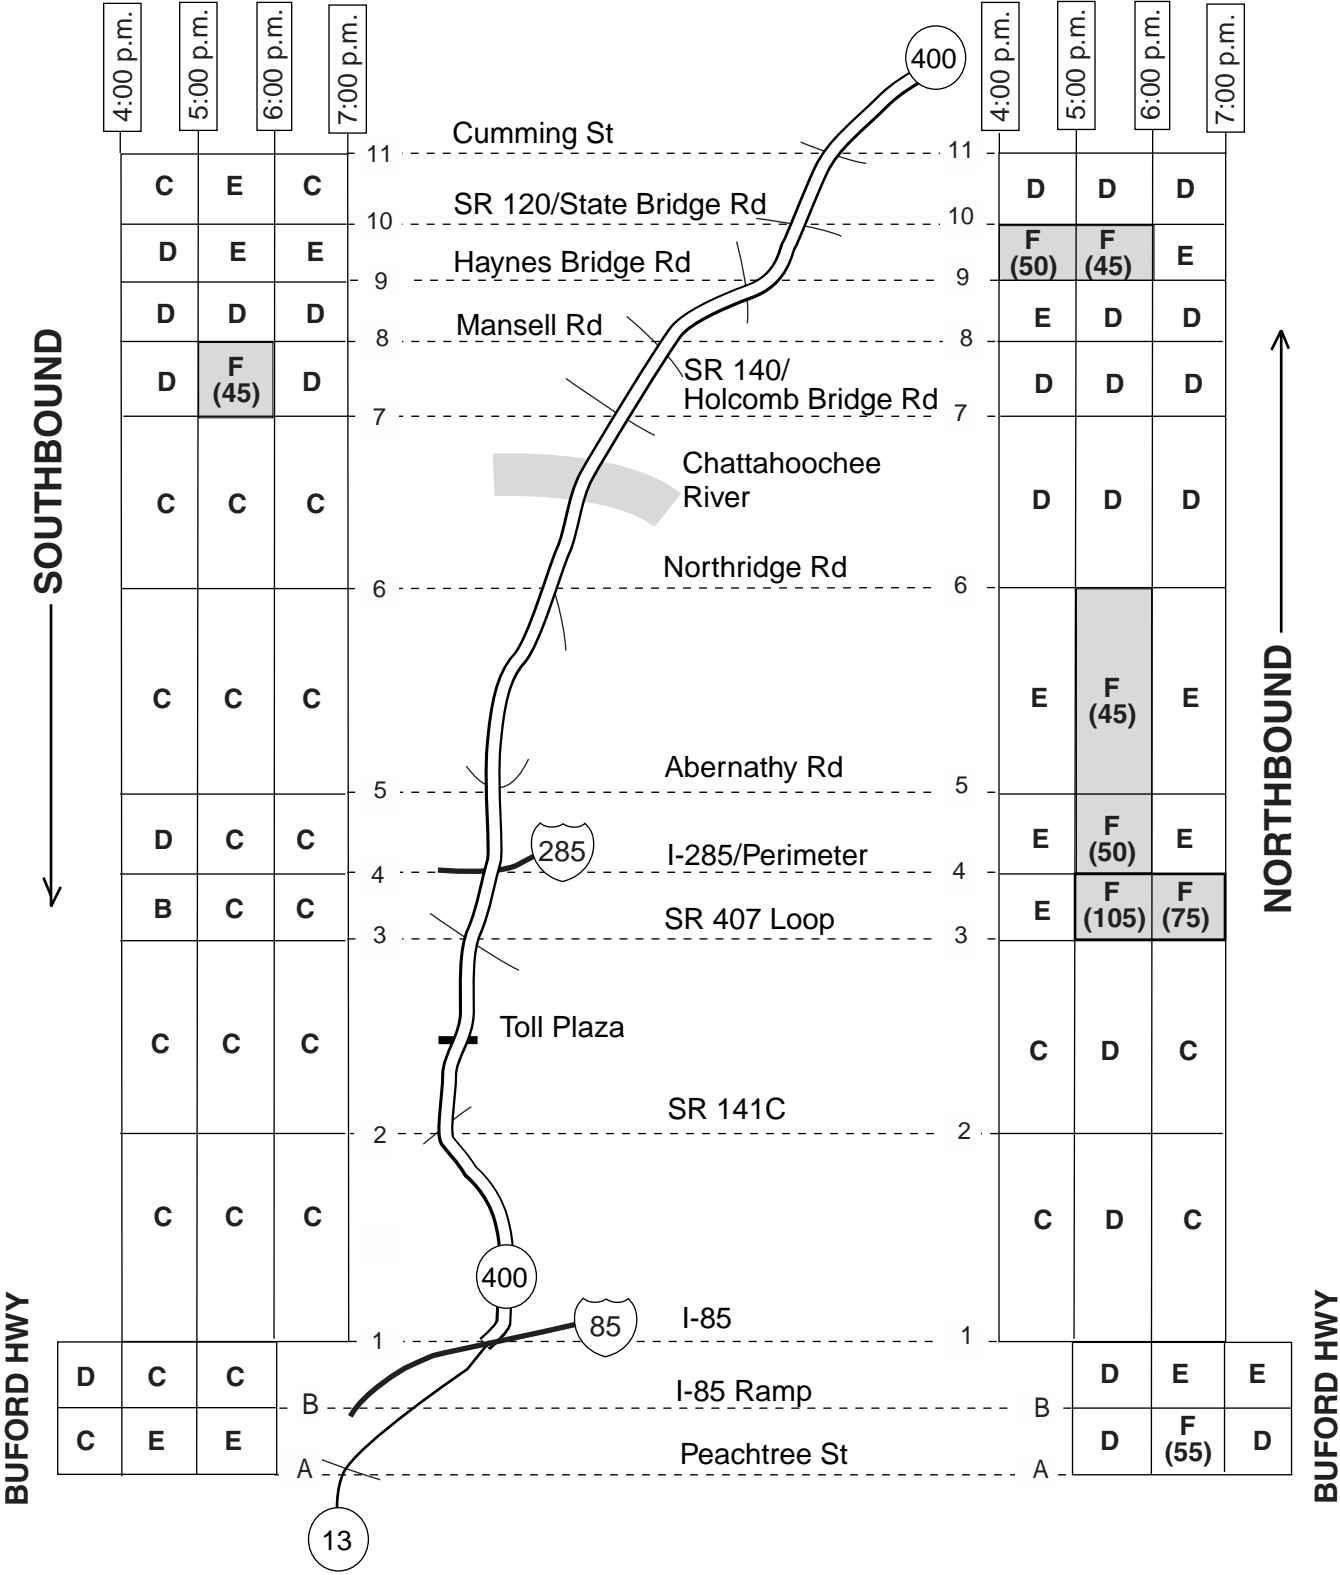 4:00 p.m. 5:00 p.m. 6:00 p.m. 7:00 p.m. 400 4:00 p.m. 5:00 p.m. 6:00 p.m. 7:00 p.m.
11 Cumming St 11
C E C D D D
10 SR 120/State Bridge Rd 10
D E E Haynes Bridge Rd F (50) F (45) E
9 9
D D D Mansell Rd E D D
8 8
D F (45) D SR 140/ D D D
7 Holcomb Bridge Rd 7
SOUTHBOUND
C C C Chattahoochee D D D
River
6 Northridge Rd 6
C C C E F (45) E
NORTHBOUND
5 Abernathy Rd 5
D C C 285 E F (50) E
4 I-285/Perimeter 4
B C C SR 407 Loop E F (105) F (75)
3 3
C C C Toll Plaza C D C
2 SR 141C 2
C C C C D C
400
1 85 I-85 1
BUFORD HWY D C C D E E BUFORD HWY
B I-85 Ramp B
C E E D F (55) D
A Peachtree St A
13